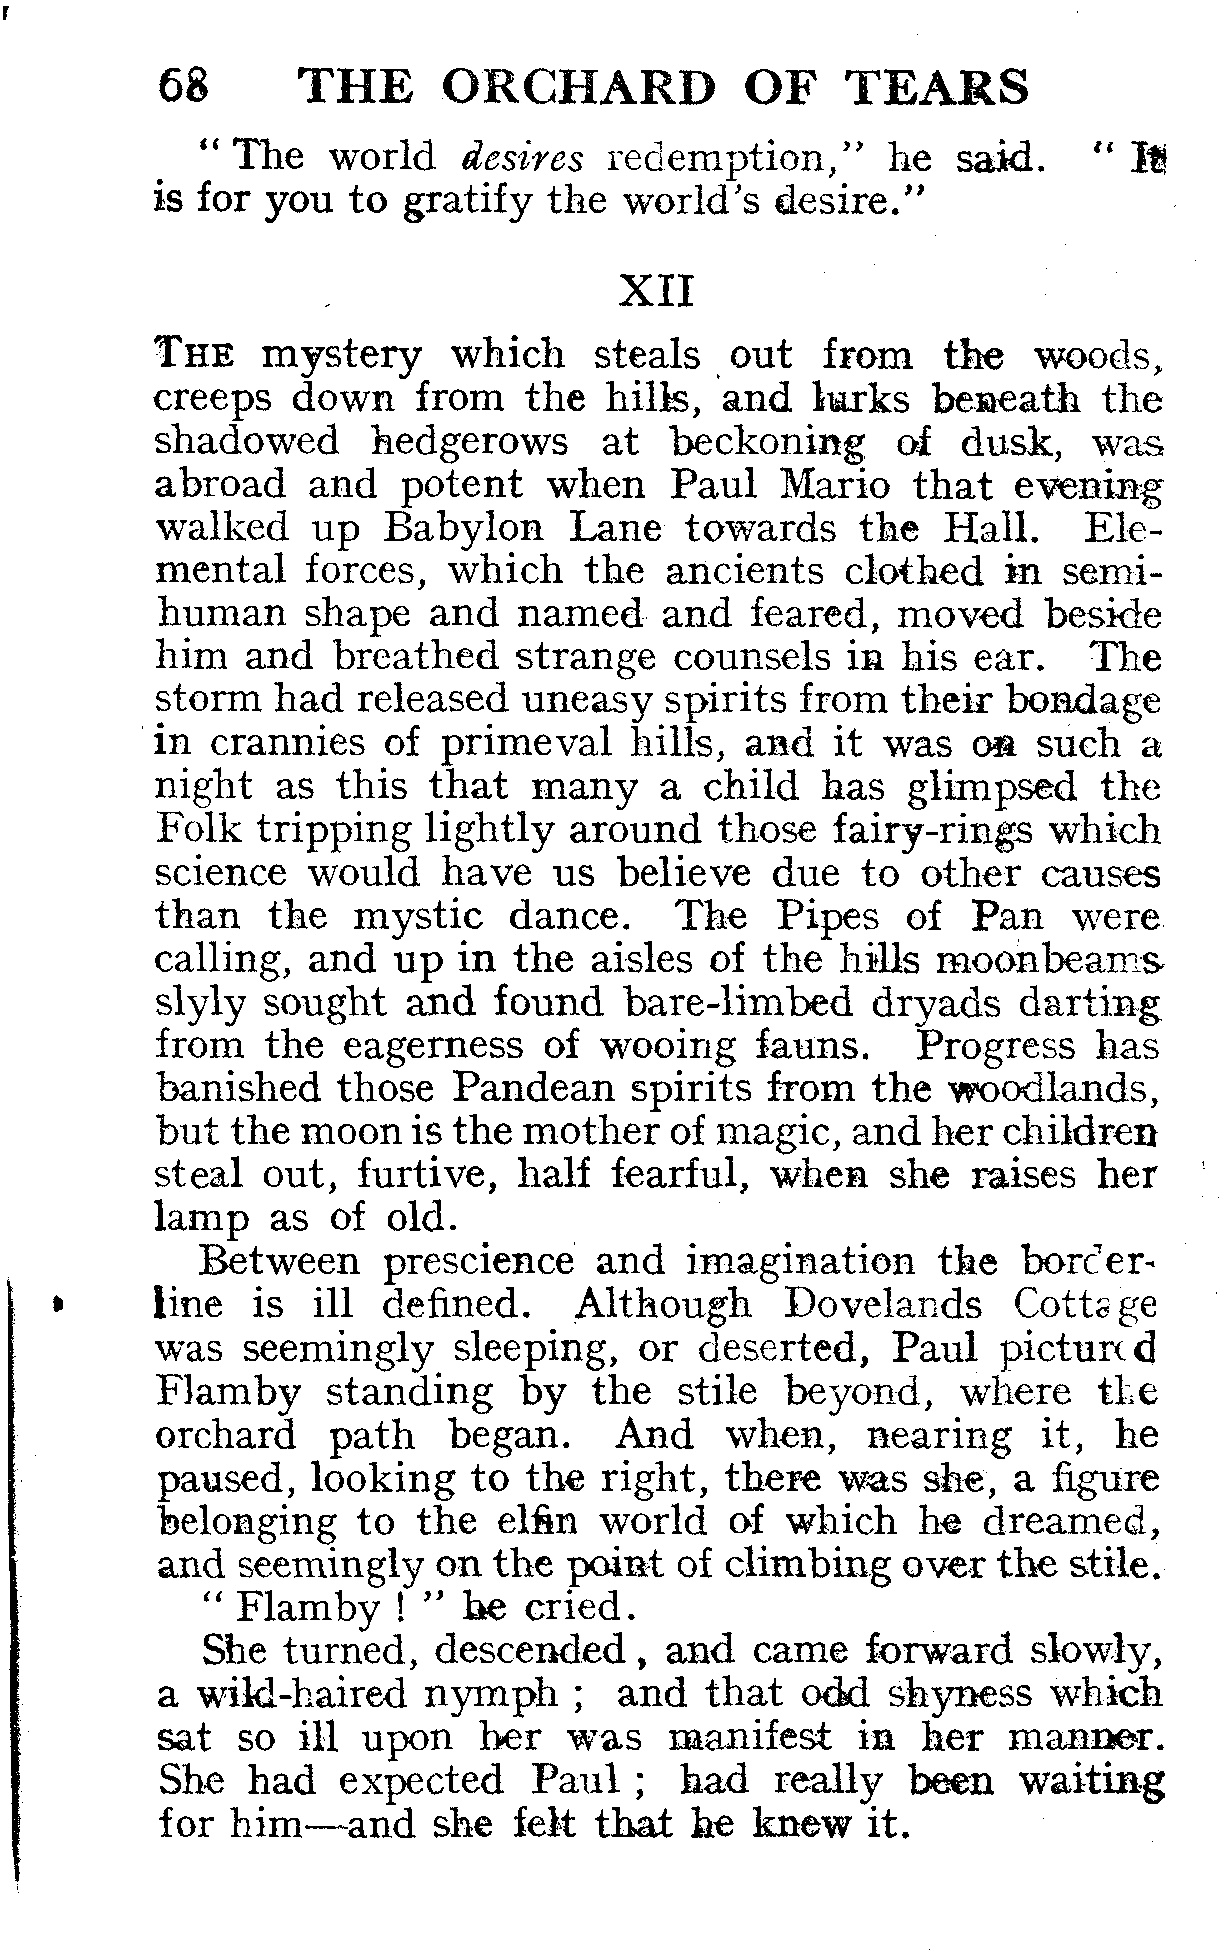 68 THE ORCHARD OF TEARS
“ The world desires redemption,” he said. “ It
is for you to gratify the world’s desire.”
XII
THE mystery which steals out from the woods,
creeps down from the hills, and lurks beneath the
shadowed hedgerows at beckoning of dusk, was
abroad and potent when Paul Mario that evening
walked up Babylon Lane towards the Hall. Ele-
mental forces, which the ancients clothed in semi-
human shape and named and feared, moved beside
him and breathed strange counsels in his ear. The
storm had released uneasy spirits from their bondage
in crannies of primeval hills, and it was on such a
night as this that many a child has glimpsed the
Folk tripping lightly around those fairy-rings which
science would have us believe due to other causes
than the mystic dance. The Pipes of Pan were
calling, and up in the aisles of the hills moonbeams
slyly sought and found bare-limbed dryads darting
from the eagerness of wooing fauns. Progress has
banished those Pandean spirits from the woodlands,
but the moon is the mother of magic, and her children
steal out, furtive, half fearful, when she raises her
lamp as of old.
Between prescience and imagination the border-
line is ill defined. Although Dovelands Cottage
was seemingly sleeping, or deserted, Paul pictured
Flamby standing by the stile beyond, where the
orchard path began. And when, nearing it, he
paused, looking to the right, there was she, a figure
belonging to the elfin world of which he dreamed,
and seemingly on the point of climbing over the stile.
“ Flamby ! ” he cried.
She turned, descended , and came forward slowly,
a wild-haired nymph ; and that odd shyness which
sat so ill upon her was manifest in her manner.
She had expected Paul ; had really been waiting
for him—and she felt that he knew it.